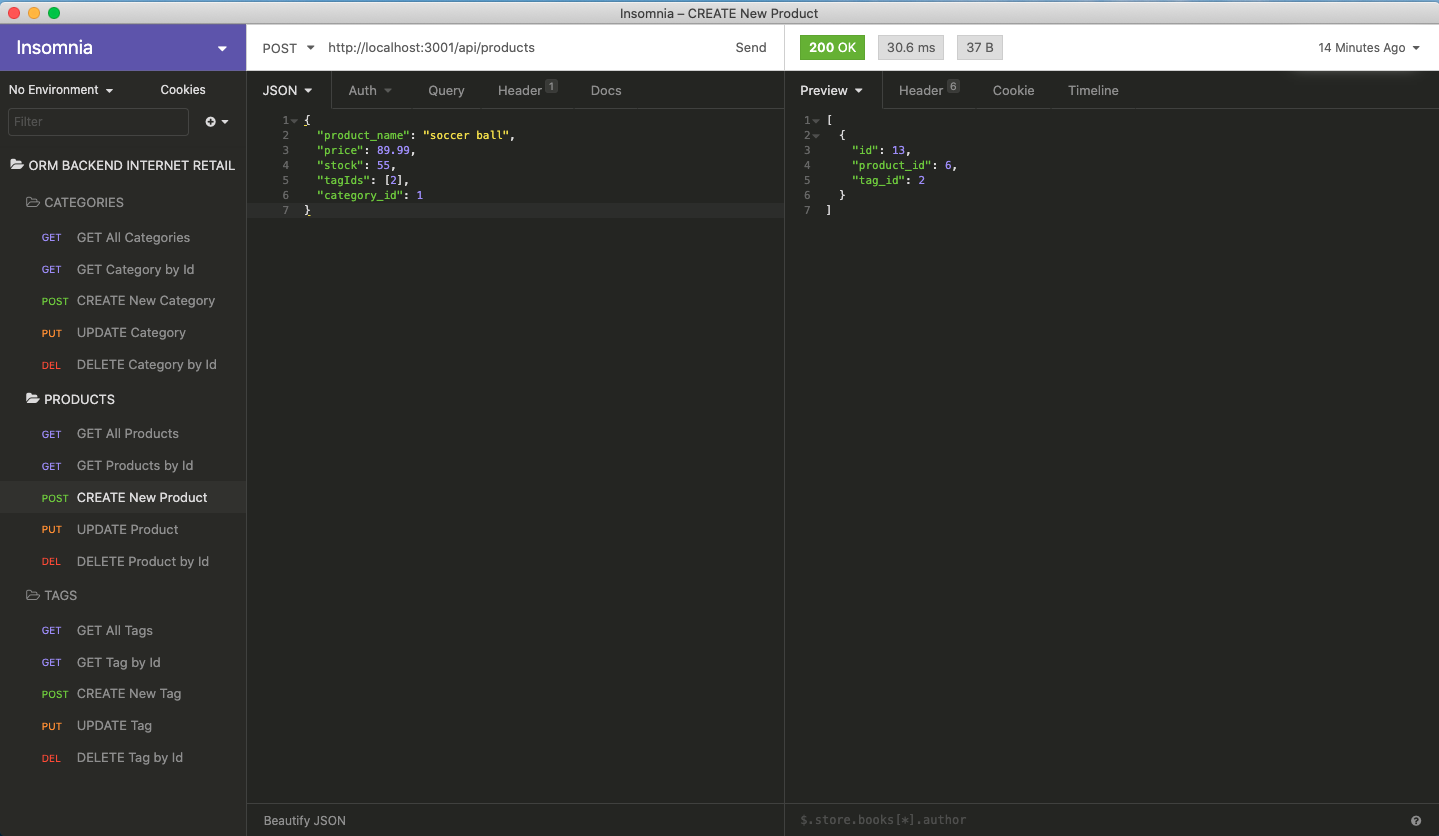 Insomnia – CREATE New Product
Insomnia
POST http://localhost:3001/api/products Send
200 OK 30.6 ms 37 B 14 Minutes Ago
No Environment Cookies
Filter
ORM BACKEND INTERNET RETAIL
CATEGORIES
GET GET All Categories
GET GET Category by Id
POST CREATE New Category
PUT UPDATE Category
DEL DELETE Category by Id
PRODUCTS
GET GET All Products
GET GET Products by Id
POST CREATE New Product
PUT UPDATE Product
DEL DELETE Product by Id
TAGS
GET GET All Tags
GET GET Tag by Id
POST CREATE New Tag
PUT UPDATE Tag
DEL DELETE Tag by Id
JSON Auth Query Header 1 Docs
1 {
2 "product_name": "soccer ball",
3 "price": 89.99,
4 "stock": 55,
5 "tagIds": [2],
6 "category_id": 1
7 }
Beautify JSON
Preview Header 6 Cookie Timeline
1 [
2 {
3 "id": 13,
4 "product_id": 6,
5 "tag_id": 2
6 }
7 ]
$.store.books[*].author